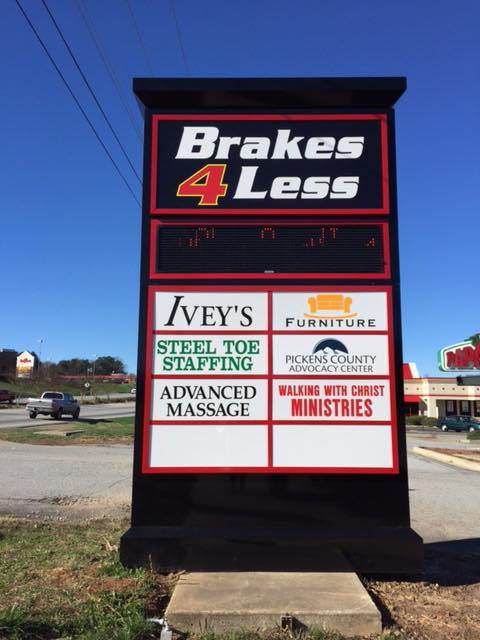 Brakes
4 Less
IVEY'S
FURNITURE
STEEL TOE
STAFFING
PICKENS COUNTY
ADVOCACY CENTER
ADVANCED
MASSAGE
WALKING WITH CHRIST
MINISTRIES